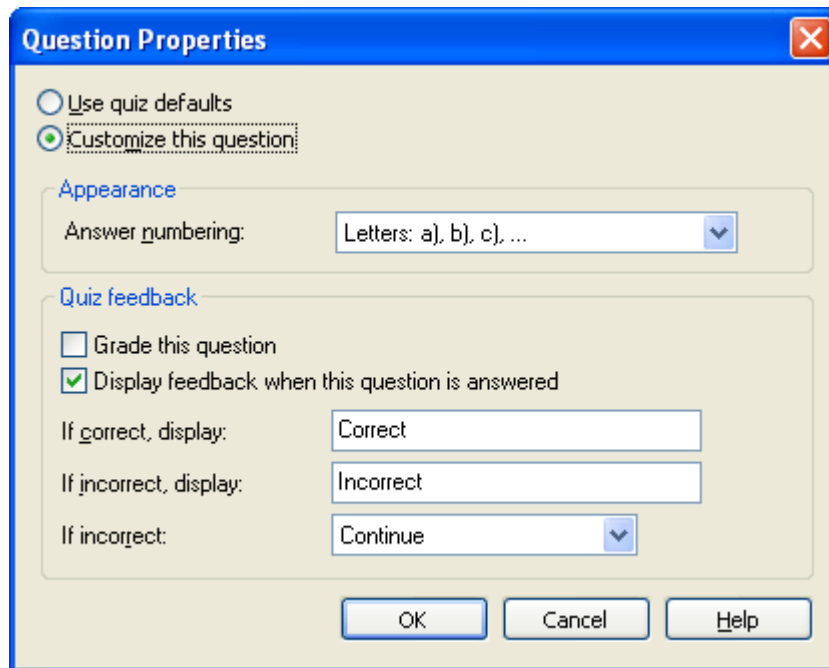 Question Properties
Use quiz defaults
Customize this question
Appearance
Answer numbering: Letters: a), b), c), ...
Quiz feedback
Grade this question
Display feedback when this question is answered
If correct, display: Correct
If incorrect, display: Incorrect
If incorrect: Continue
OK Cancel Help